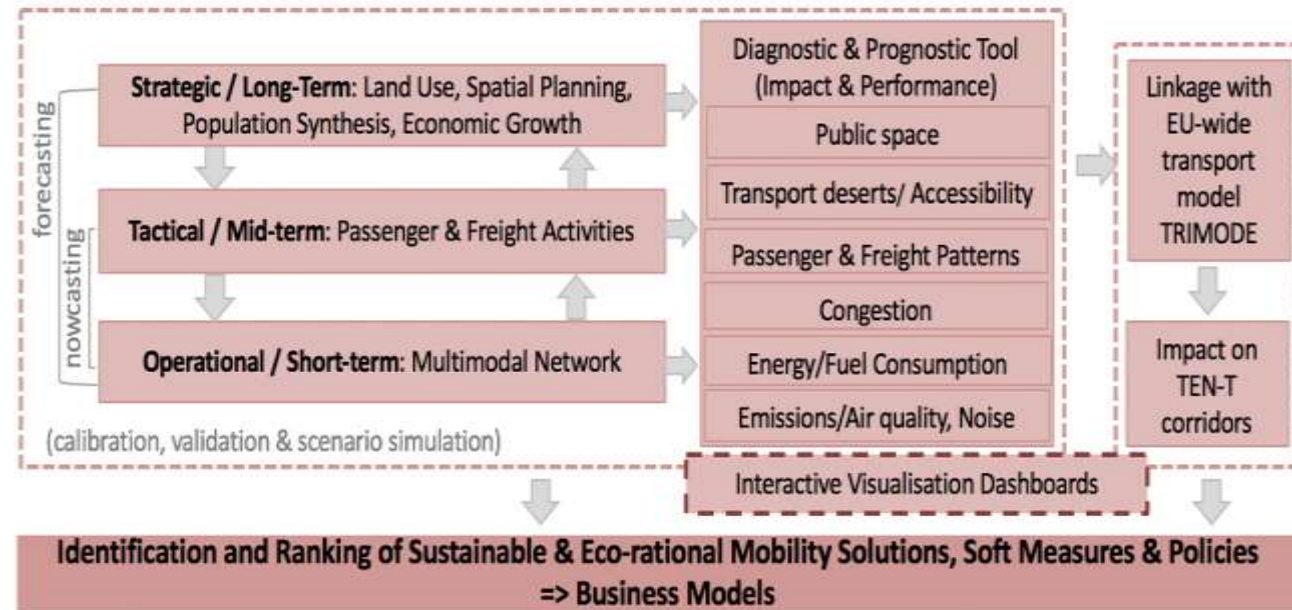 forecasting
nowcasting
Strategic / Long-Term: Land Use, Spatial Planning,
Population Synthesis, Economic Growth
Tactical / Mid-term: Passenger & Freight Activities
Operational / Short-term: Multimodal Network
(calibration, validation & scenario simulation)
Diagnostic & Prognostic Tool
(Impact & Performance)
Public space
Transport deserts/ Accessibility
Passenger & Freight Patterns
Congestion
Energy/Fuel Consumption
Emissions/Air quality, Noise
Interactive Visualisation Dashboards
Linkage with
EU-wide
transport
model
TRIMODE
Impact on
TEN-T
corridors
Identification and Ranking of Sustainable & Eco-rational Mobility Solutions, Soft Measures & Policies
=> Business Models